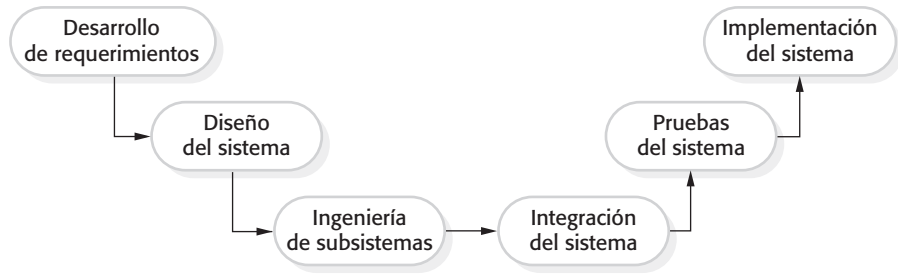 Desarrollo
de requerimientos
Diseño
del sistema
Ingeniería
de subsistemas
Integración
del sistema
Pruebas
del sistema
Implementación
del sistema